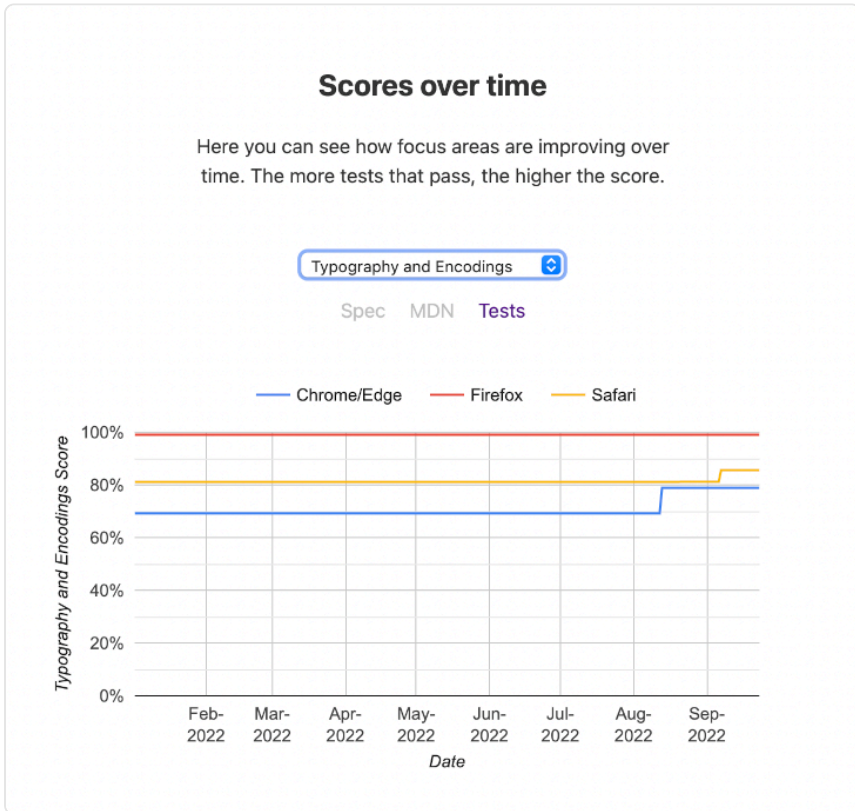 Scores over time
Here you can see how focus areas are improving over
time. The more tests that pass, the higher the score.
Typography and Encodings
Spec MDN Tests
Chrome/Edge Firefox Safari
Typography and Encodings Score
100%
80%
60%
40%
20%
0%
Feb-2022 Mar-2022 Apr-2022 May-2022 Jun-2022 Jul-2022 Aug-2022 Sep-2022
Date